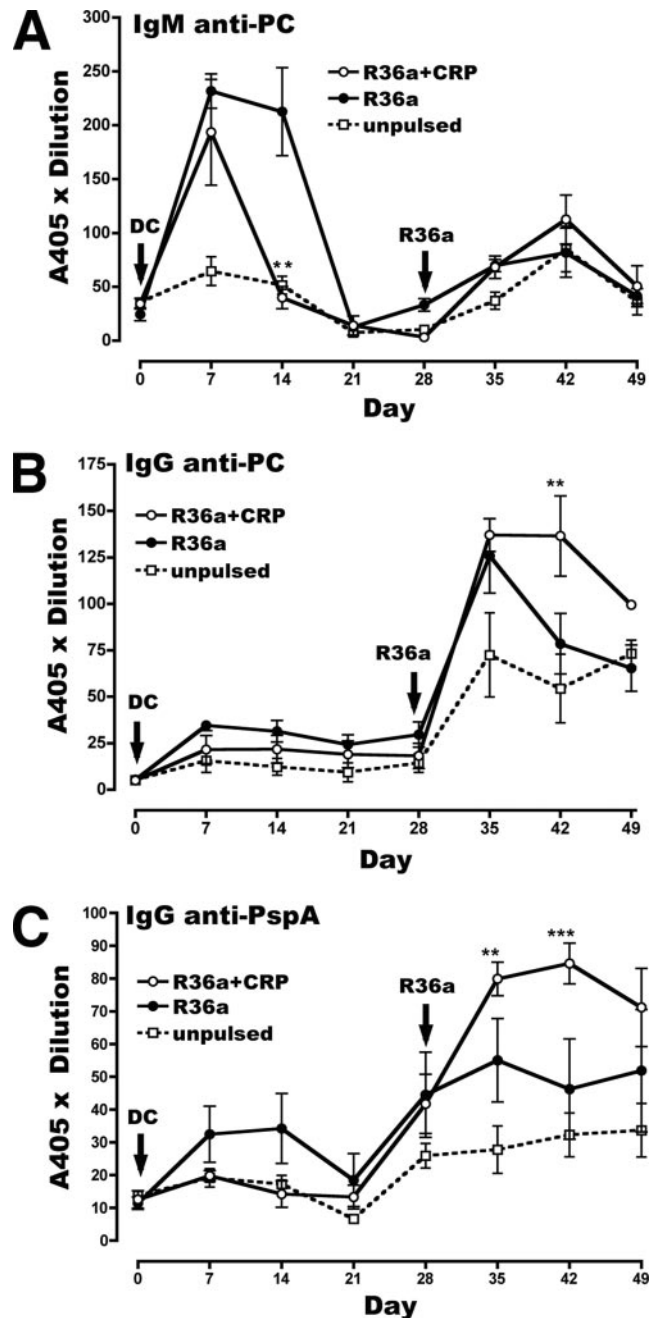 A
IgM anti-PC
300
250
200
150
100
50
0
A405 x Dilution
R36a+CRP
R36a
unpulsed
DC
**
R36a
0 7 14 21 28 35 42 49
Day
B
IgG anti-PC
175
150
125
100
75
50
25
0
A405 x Dilution
R36a+CRP
R36a
unpulsed
**
R36a
DC
0 7 14 21 28 35 42 49
Day
C
IgG anti-PspA
100
90
80
70
60
50
40
30
20
10
0
A405 x Dilution
R36a+CRP
R36a
unpulsed
R36a
** ***
DC
0 7 14 21 28 35 42 49
Day